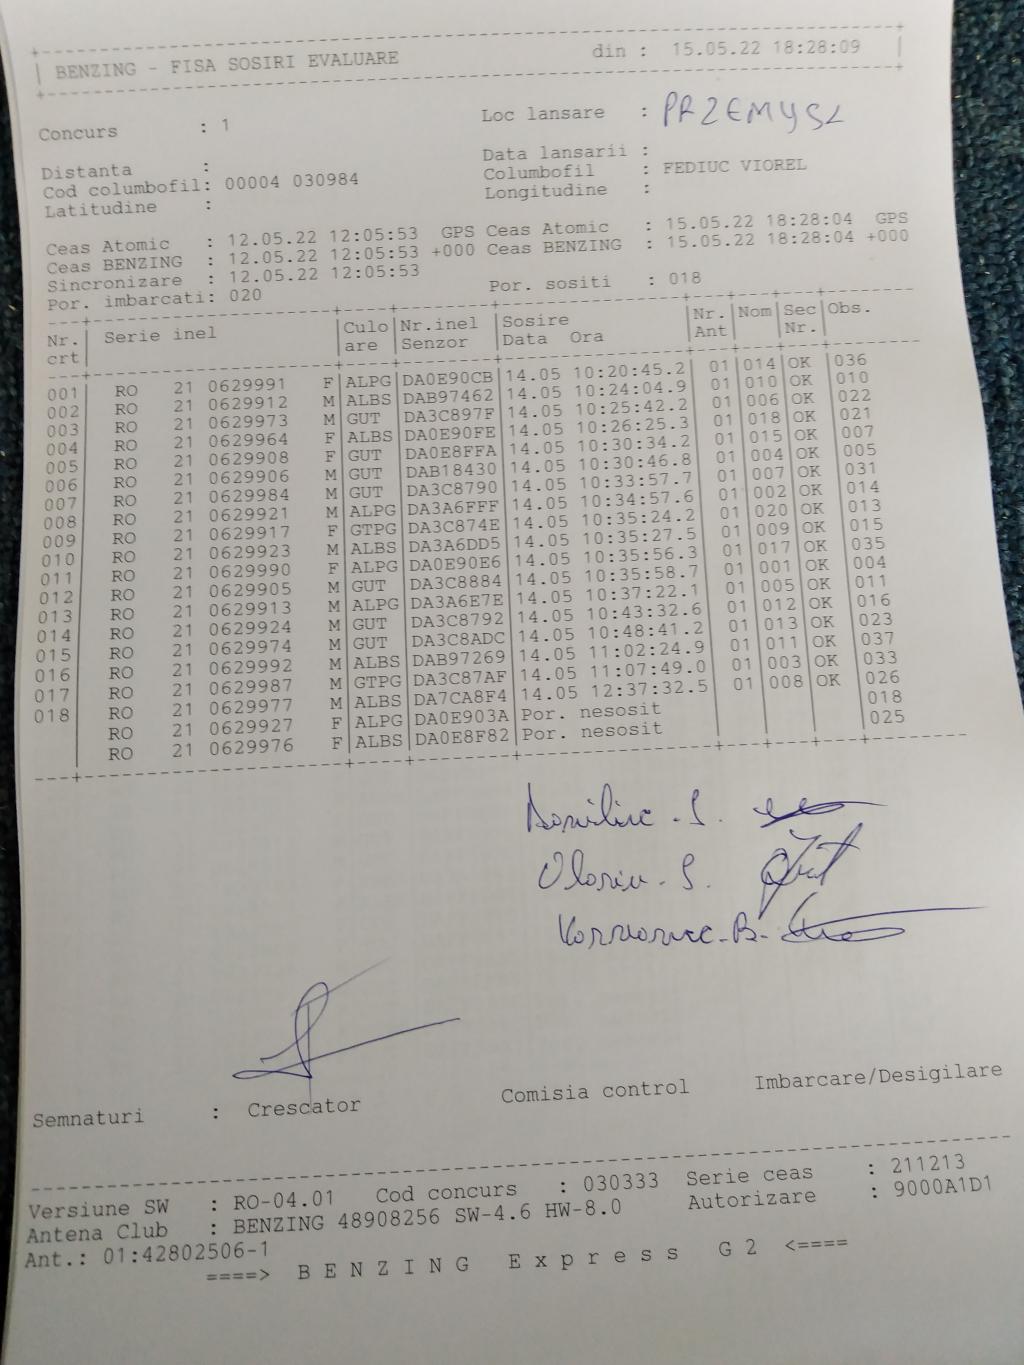 BENZING - FISA SOSIRI EVALUARE din : 15.05.22 18:28:09
Concurs : 1 Loc lansare : PRZEMYSL
Distanta : Data lansarii :
Cod columbofil: 00004 030984 Columbofil : FEDIUC VIOREL
Latitudine : Longitudine :
Ceas Atomic : 12.05.22 12:05:53 GPS Ceas Atomic : 15.05.22 18:28:04 GPS
Ceas BENZING : 12.05.22 12:05:53 +000 Ceas BENZING : 15.05.22 18:28:04 +000
Sincronizare : 12.05.22 12:05:53
Por. imbarcati: 020 Por. sositi : 018
Nr. Serie inel Culo Nr.inel Sosire Nr. Nom Sec Obs.
crt are Senzor Data Ora Ant Nr.
001 RO 21 0629991 F ALPG DA0E90CB 14.05 10:20:45.2 01 014 OK 036
002 RO 21 0629912 M ALBS DAB97462 14.05 10:24:04.9 01 010 OK 010
003 RO 21 0629973 M GUT DA3C897F 14.05 10:25:42.2 01 006 OK 022
004 RO 21 0629964 F ALBS DA0E90FE 14.05 10:26:25.3 01 018 OK 021
005 RO 21 0629908 F GUT DA0E8FFA 14.05 10:30:34.2 01 015 OK 007
006 RO 21 0629906 M GUT DAB18430 14.05 10:30:46.8 01 004 OK 005
007 RO 21 0629984 M GUT DA3C8790 14.05 10:33:57.7 01 007 OK 031
008 RO 21 0629921 M ALPG DA3A6FFF 14.05 10:34:57.6 01 002 OK 014
009 RO 21 0629917 F GTPG DA3C874E 14.05 10:35:24.2 01 020 OK 013
010 RO 21 0629923 M ALBS DA3A6DD5 14.05 10:35:27.5 01 009 OK 015
011 RO 21 0629990 F ALPG DA0E90E6 14.05 10:35:56.3 01 017 OK 035
012 RO 21 0629905 M GUT DA3C8884 14.05 10:35:58.7 01 001 OK 004
013 RO 21 0629913 M ALPG DA3A6E7E 14.05 10:37:22.1 01 005 OK 011
014 RO 21 0629924 M GUT DA3C8792 14.05 10:43:32.6 01 012 OK 016
015 RO 21 0629974 M GUT DA3C8ADC 14.05 10:48:41.2 01 013 OK 023
016 RO 21 0629992 M ALBS DAB97269 14.05 11:02:24.9 01 011 OK 037
017 RO 21 0629987 M GTPG DA3C87AF 14.05 11:07:49.0 01 003 OK 033
018 RO 21 0629977 M ALBS DA7CA8F4 14.05 12:37:32.5 01 008 OK 026
RO 21 0629927 F ALPG DA0E903A Por. nesosit 018
RO 21 0629976 F ALBS DA0E8F82 Por. nesosit 025
Semnaturi : Crescator Comisia control Imbarcare/Desigilare
Versiune SW : RO-04.01 Cod concurs : 030333 Serie ceas : 211213
Antena Club : BENZING 48908256 SW-4.6 HW-8.0 Autorizare : 9000A1D1
Ant.: 01:42802506-1
====> B E N Z I N G E x p r e s s G 2 <====